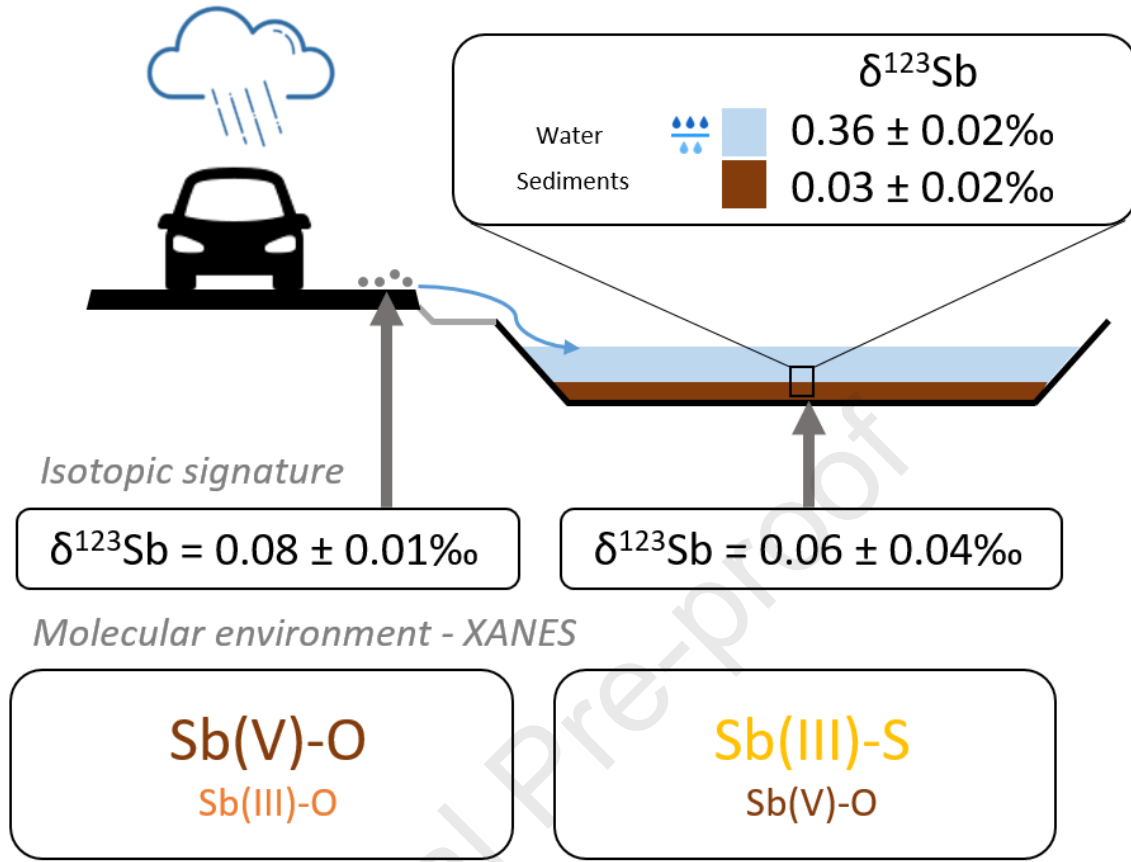 δ¹²³Sb
Water 0.36 ± 0.02‰
Sediments 0.03 ± 0.02‰
Isotopic signature
δ¹²³Sb = 0.08 ± 0.01‰ δ¹²³Sb = 0.06 ± 0.04‰
Molecular environment - XANES
Sb(V)-O Sb(III)-S
Sb(III)-O Sb(V)-O
al Pre-proof